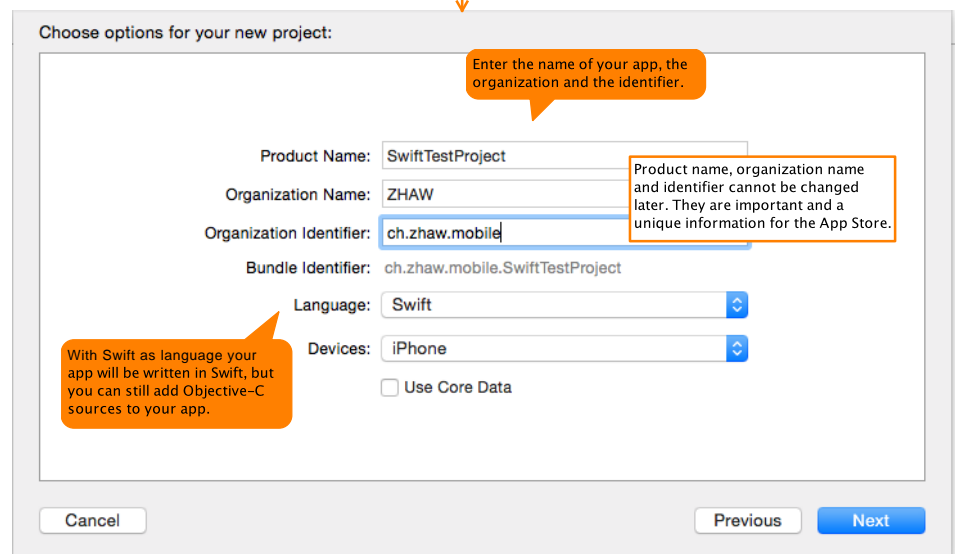 Choose options for your new project:
Enter the name of your app, the
organization and the identifier.
Product Name: SwiftTestProject
Organization Name: ZHAW
Organization Identifier: ch.zhaw.mobile
Product name, organization name
and identifier cannot be changed
later. They are important and a
unique information for the App Store.
Bundle Identifier: ch.zhaw.mobile.SwiftTestProject
Language: Swift
Devices: iPhone
With Swift as language your
app will be written in Swift, but
you can still add Objective-C
sources to your app.
Use Core Data
Cancel Previous Next